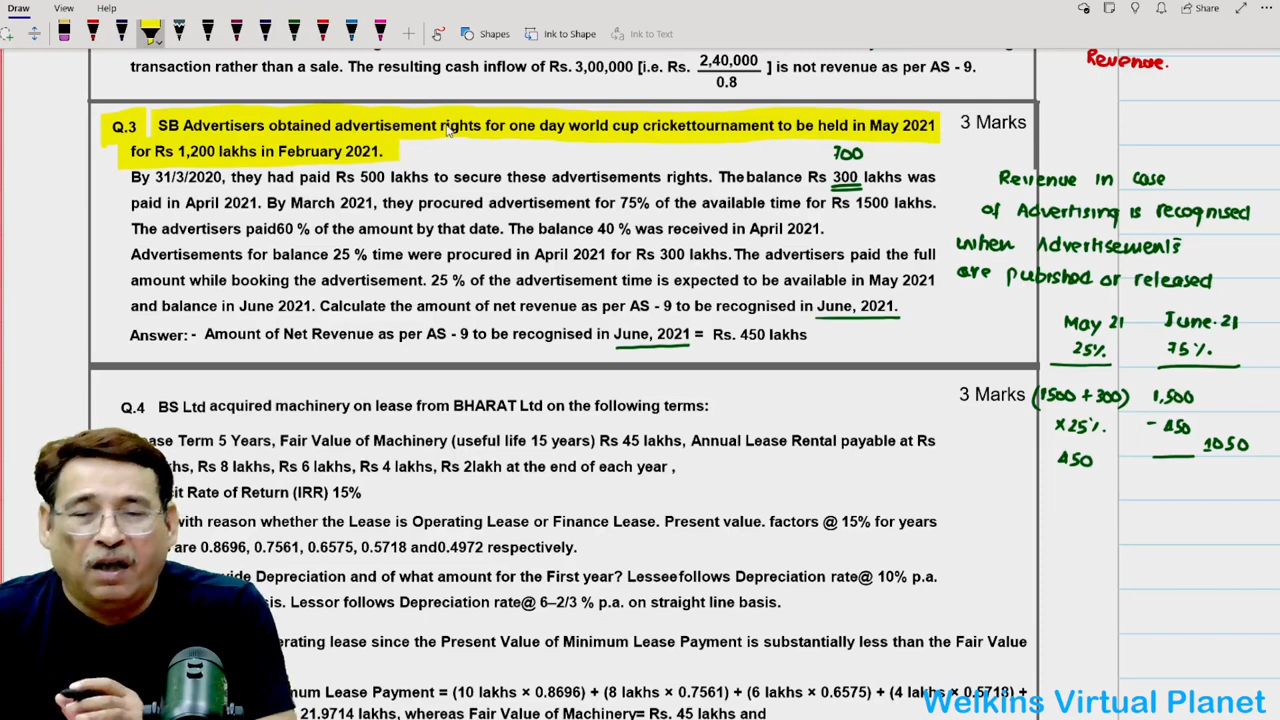 Draw View Help
Shapes Ink to Shape Ink to Text Share
transaction rather than a sale. The resulting cash inflow of Rs. 3,00,000 [i.e. Rs. 2,40,000 / 0.8 ] is not revenue as per AS - 9.
Revenue.
Q.3 SB Advertisers obtained advertisement rights for one day world cup crickettournament to be held in May 2021 3 Marks
for Rs 1,200 lakhs in February 2021.
700
By 31/3/2020, they had paid Rs 500 lakhs to secure these advertisements rights. The balance Rs 300 lakhs was
paid in April 2021. By March 2021, they procured advertisement for 75% of the available time for Rs 1500 lakhs.
The advertisers paid60 % of the amount by that date. The balance 40 % was received in April 2021.
Advertisements for balance 25 % time were procured in April 2021 for Rs 300 lakhs. The advertisers paid the full
amount while booking the advertisement. 25 % of the advertisement time is expected to be available in May 2021
and balance in June 2021. Calculate the amount of net revenue as per AS - 9 to be recognised in June, 2021.
Answer: - Amount of Net Revenue as per AS - 9 to be recognised in June, 2021 = Rs. 450 lakhs
Revenue in case
of Advertising is recognised
when Advertisements
are pubished or released
May 21 June. 21
25% 75%
(1500 + 300) 1,500
x 25% - 450
450 1050
3 Marks
Q.4 BS Ltd acquired machinery on lease from BHARAT Ltd on the following terms:
ease Term 5 Years, Fair Value of Machinery (useful life 15 years) Rs 45 lakhs, Annual Lease Rental payable at Rs
khs, Rs 8 lakhs, Rs 6 lakhs, Rs 4 lakhs, Rs 2lakh at the end of each year ,
cit Rate of Return (IRR) 15%
with reason whether the Lease is Operating Lease or Finance Lease. Present value. factors @ 15% for years
are 0.8696, 0.7561, 0.6575, 0.5718 and0.4972 respectively.
vide Depreciation and of what amount for the First year? Lesseefollows Depreciation rate@ 10% p.a.
sis. Lessor follows Depreciation rate@ 6–2/3 % p.a. on straight line basis.
erating lease since the Present Value of Minimum Lease Payment is substantially less than the Fair Value
mum Lease Payment = (10 lakhs × 0.8696) + (8 lakhs × 0.7561) + (6 lakhs × 0.6575) + (4 lakhs × 0.5718) +
21.9714 lakhs, whereas Fair Value of Machinery= Rs. 45 lakhs and
Welkins Virtual Planet